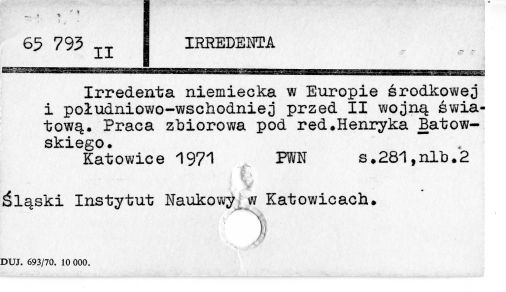 65 793 II
IRREDENTA
Irredenta niemiecka w Europie środkowej
i południowo-wschodniej przed II wojną świa-
tową. Praca zbiorowa pod red.Henryka Batow-
skiego.
Katowice 1971 PWN s.281,nlb.2
Śląski Instytut Naukowy w Katowicach.
DUJ. 693/70. 10 000.